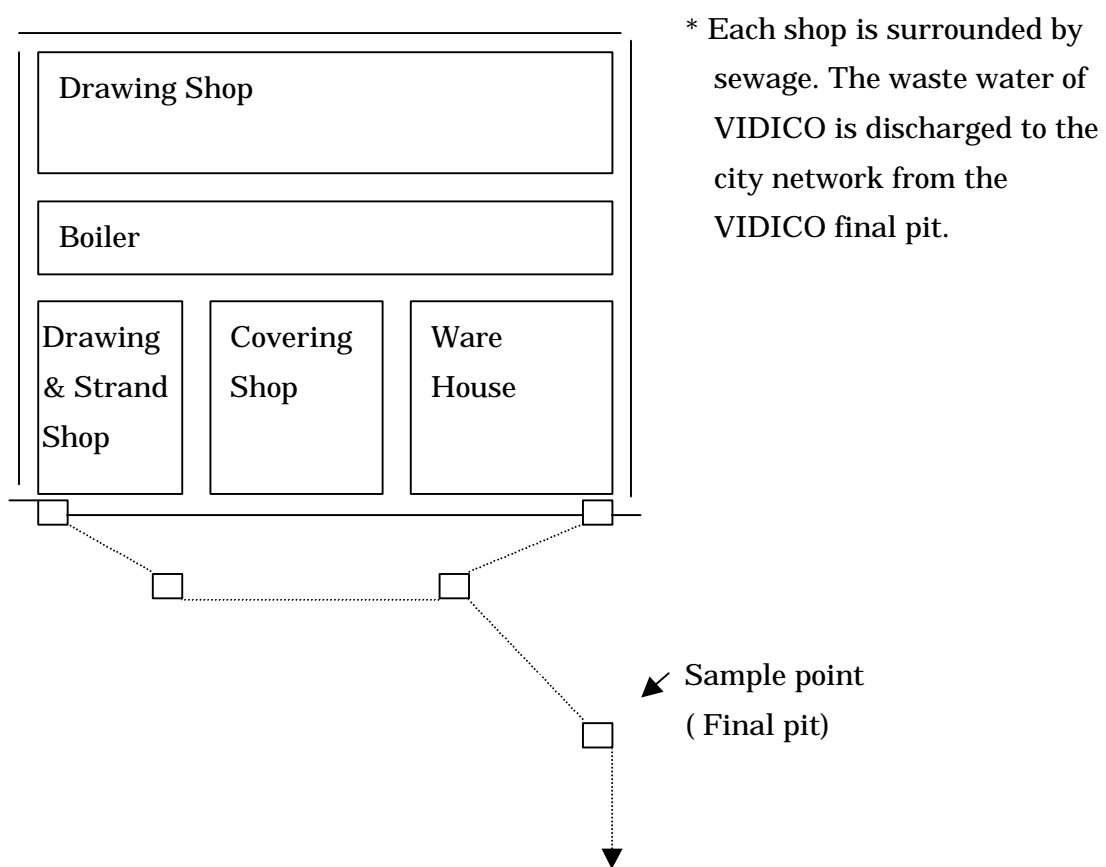 * Each shop is surrounded by
sewage. The waste water of
VIDICO is discharged to the
city network from the
VIDICO final pit.
Drawing Shop
Boiler
Drawing
& Strand
Shop
Covering
Shop
Ware
House
Sample point
( Final pit)